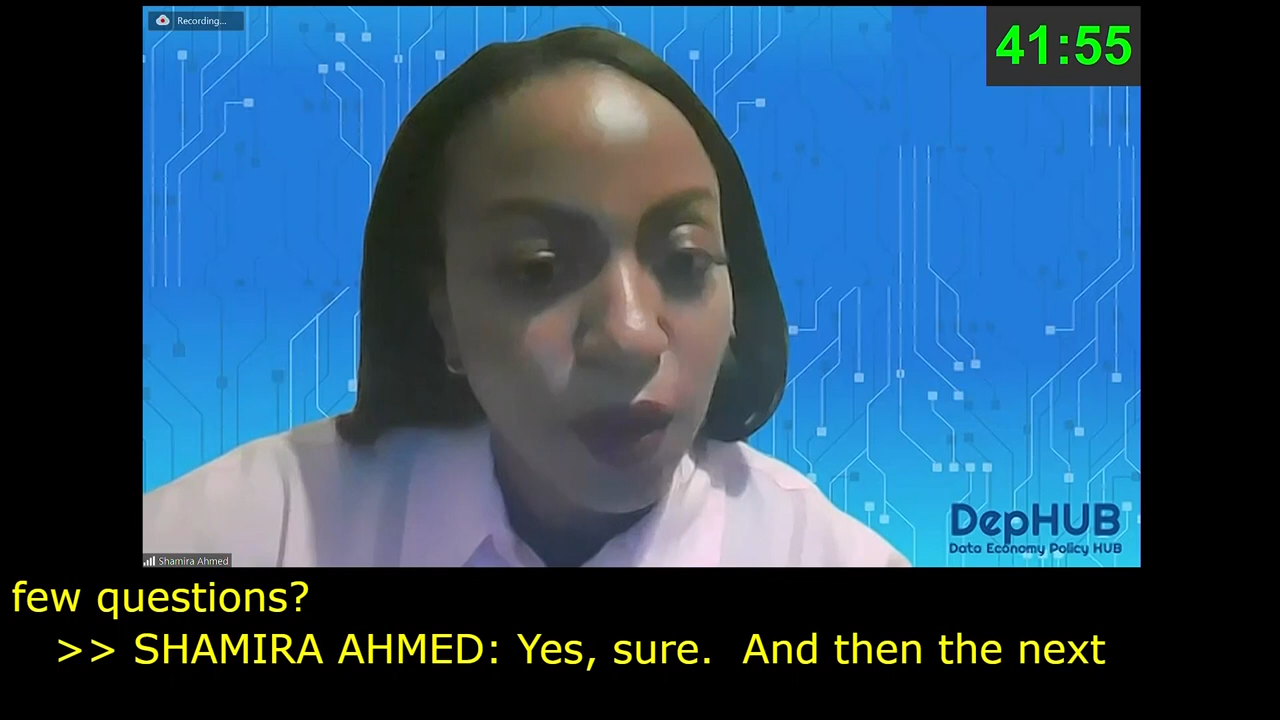 Recording...
41:55
DepHUB
Data Economy Policy HUB
Shamira Ahmed
few questions?
>> SHAMIRA AHMED: Yes, sure.  And then the next